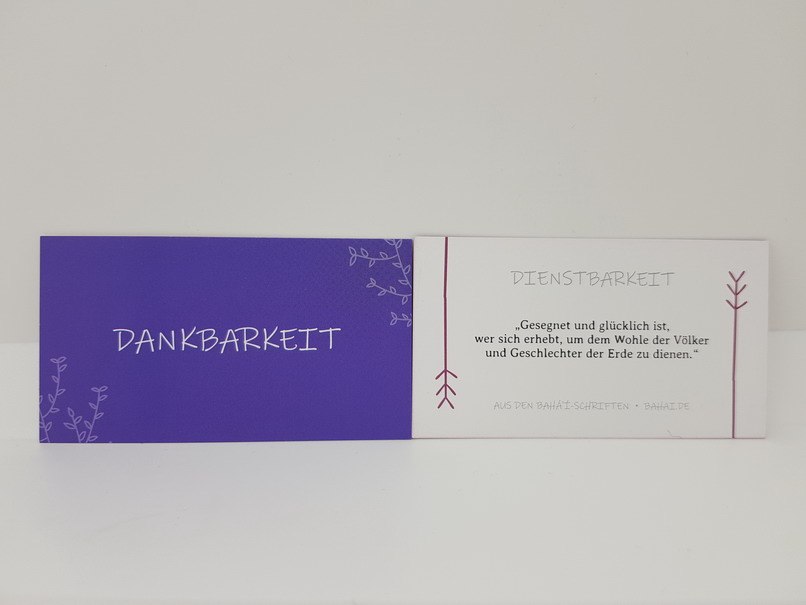 DANKBARKEIT
DIENSTBARKEIT
„Gesegnet und glücklich ist,
wer sich erhebt, um dem Wohle der Völker
und Geschlechter der Erde zu dienen.“
AUS DEN BAHÁ'Í-SCHRIFTEN • BAHAI.DE